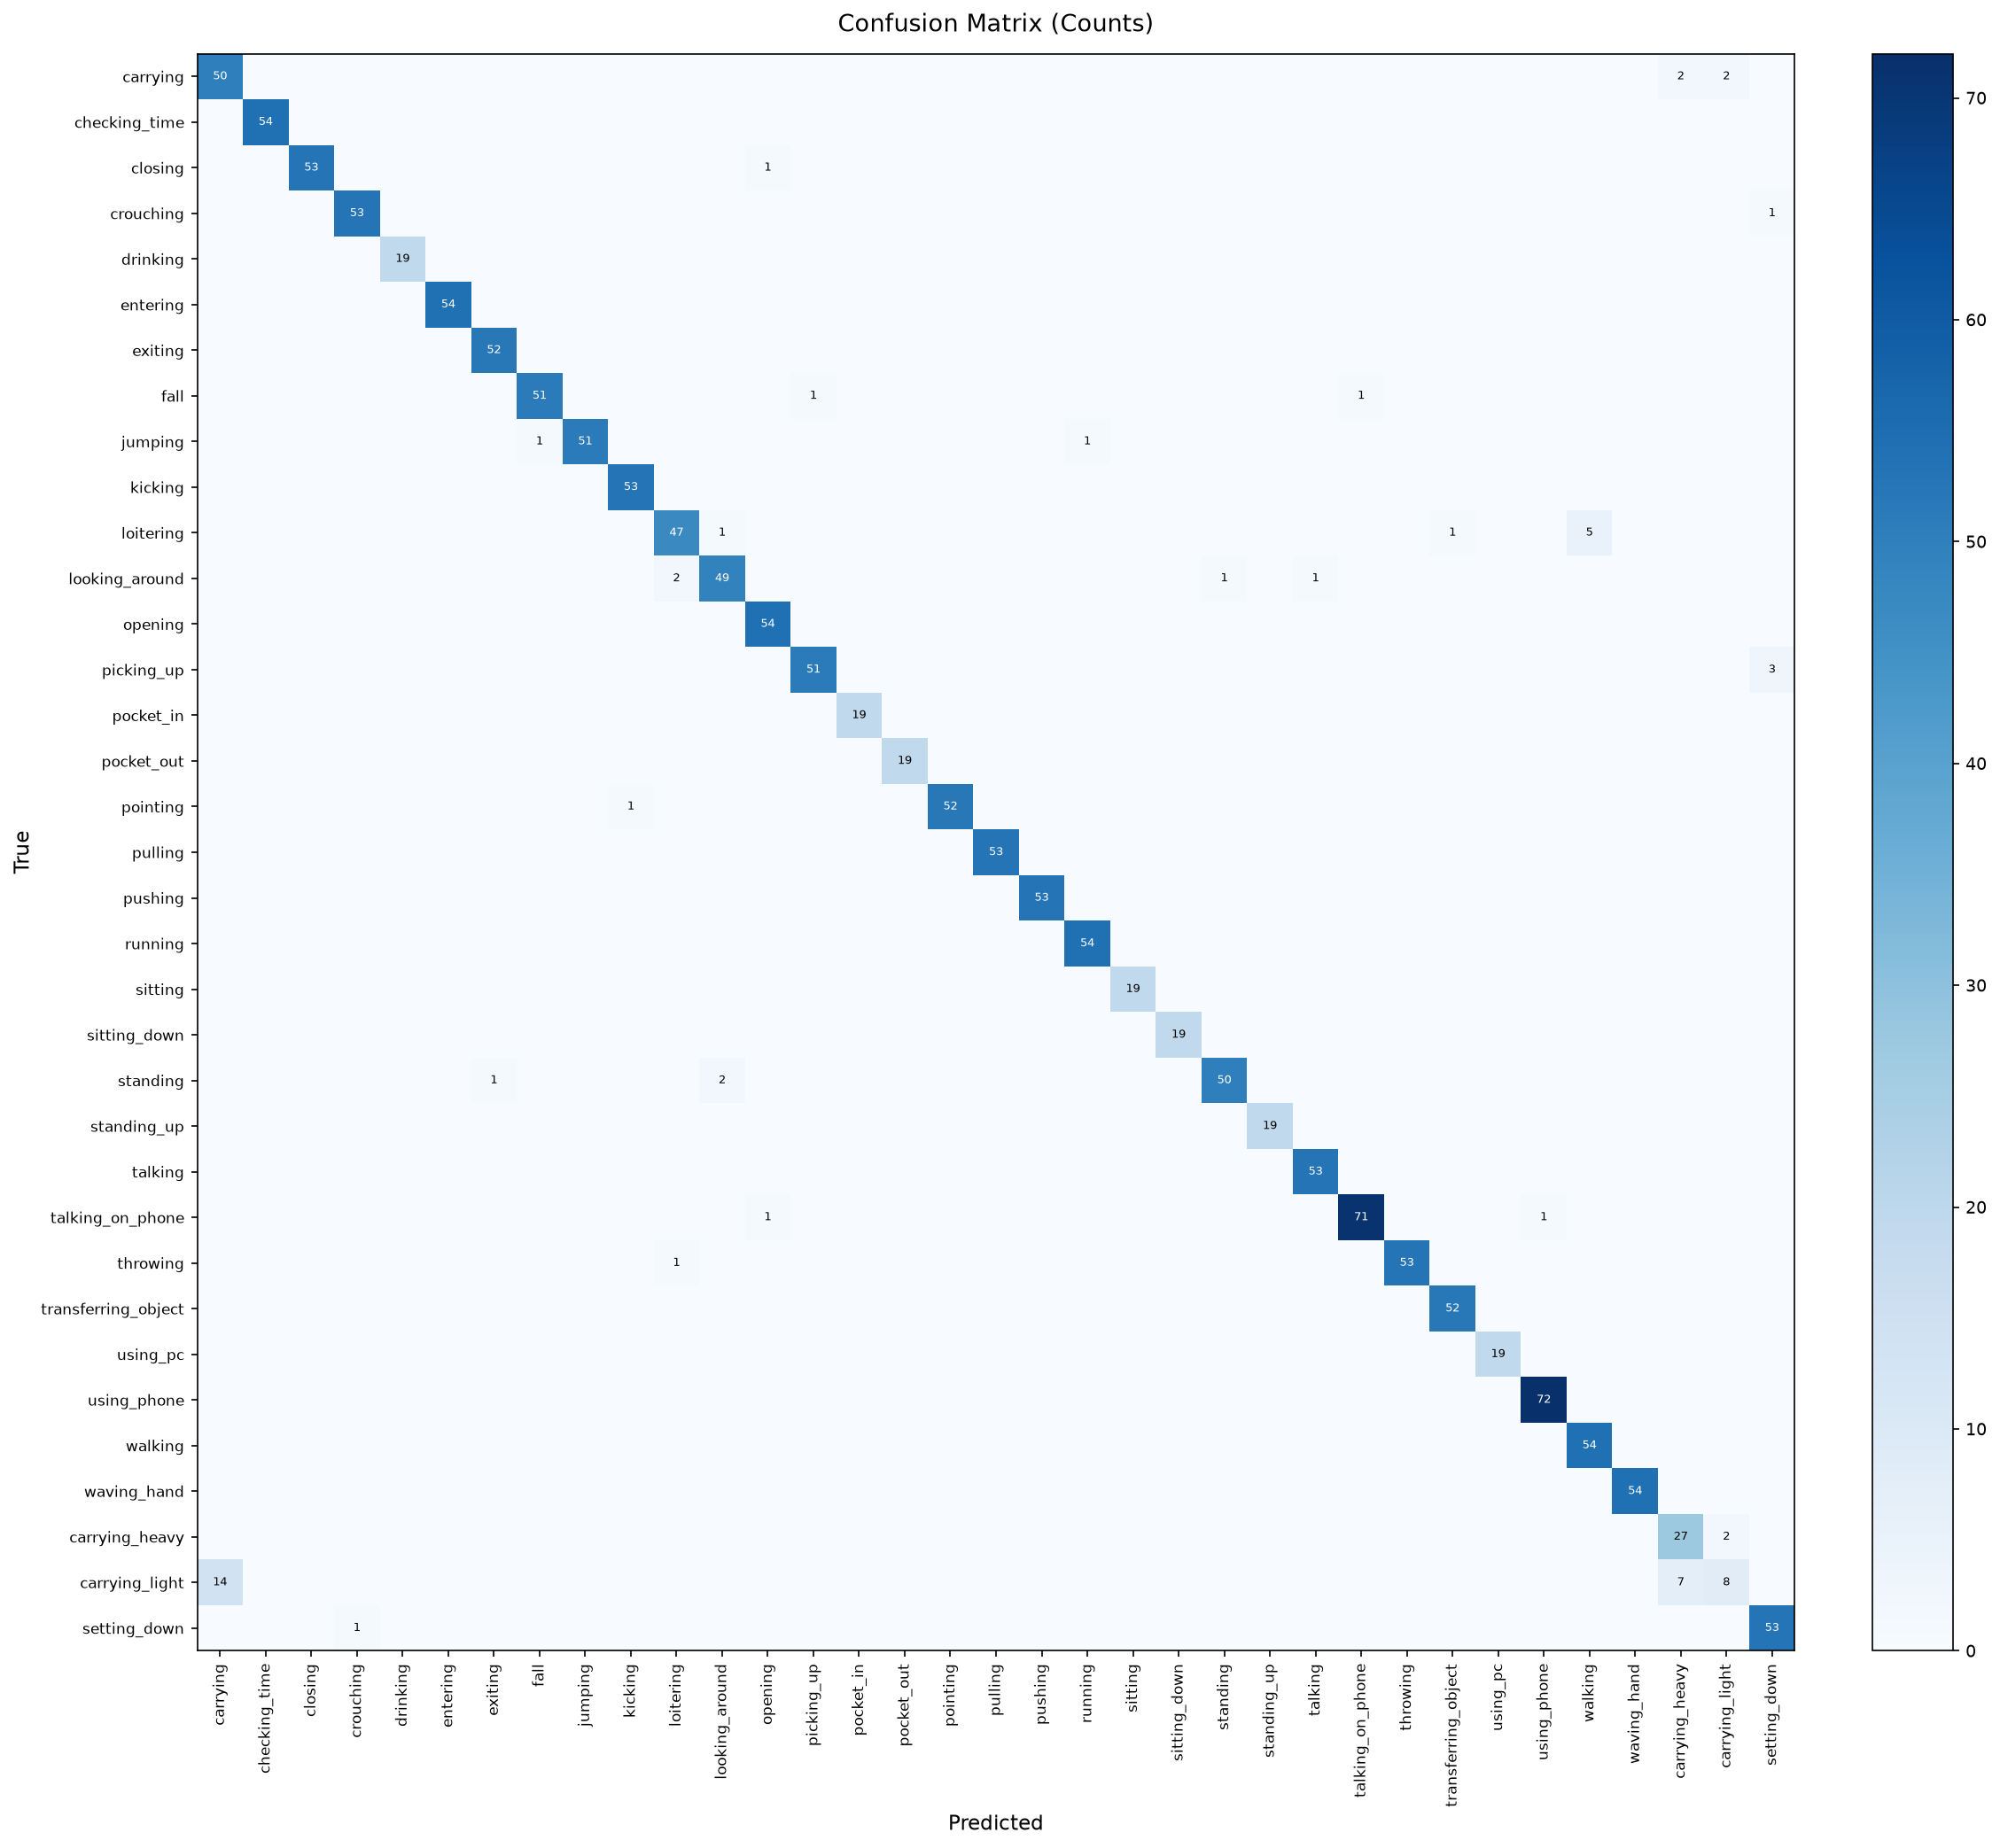 Confusion Matrix (Counts)
carrying 50 2 2
checking_time 54
closing 53 1
crouching 53 1
drinking 19
entering 54
exiting 52
fall 51 1 1
jumping 1 51 1
kicking 53
loitering 47 1 1 5
looking_around 2 49 1 1
opening 54
picking_up 51 3
pocket_in 19
pocket_out 19
pointing 1 52
pulling 53
pushing 53
running 54
sitting 19
sitting_down 19
standing 1 2 50
standing_up 19
talking 53
talking_on_phone 1 71 1
throwing 1 53
transferring_object 52
using_pc 19
using_phone 72
walking 54
waving_hand 54
carrying_heavy 27 2
carrying_light 14 7 8
setting_down 1 53
True
carrying
checking_time
closing
crouching
drinking
entering
exiting
fall
jumping
kicking
loitering
looking_around
opening
picking_up
pocket_in
pocket_out
pointing
pulling
pushing
running
sitting
sitting_down
standing
standing_up
talking
talking_on_phone
throwing
transferring_object
using_pc
using_phone
walking
waving_hand
carrying_heavy
carrying_light
setting_down
Predicted
70
60
50
40
30
20
10
0